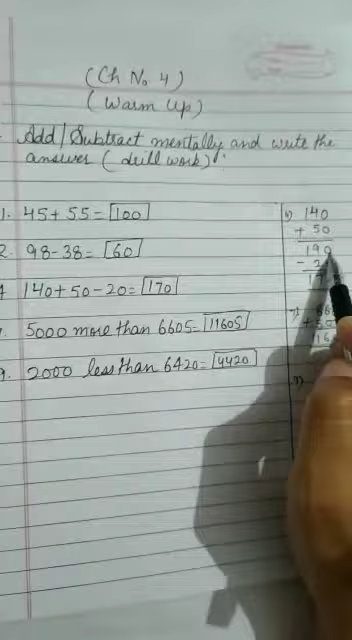 (Ch No 4)
(Warm Up)
Add/Subtract mentally and write the
answer (drill work):
1. 45+55=100
2. 98-38=60
4 140+50-20=170
5000 more than 6605=11605
9. 2000 less than 6420=4420
140
+ 50
190
- 2